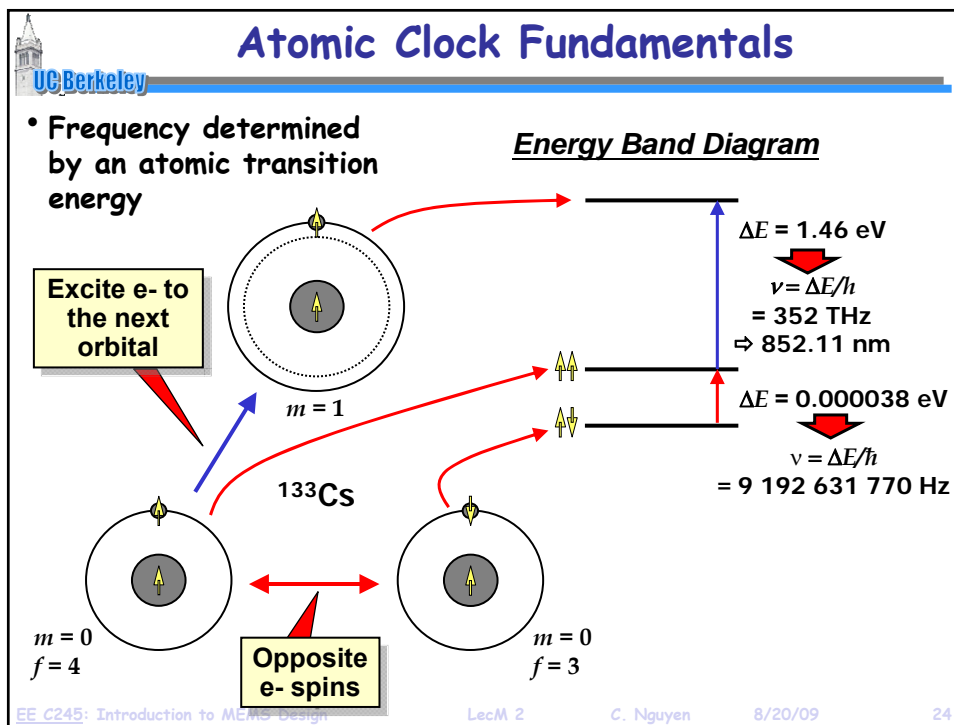 Atomic Clock Fundamentals
UC Berkeley
• Frequency determined
by an atomic transition
energy
Energy Band Diagram
ΔE = 1.46 eV
ν = ΔE/ħ
= 352 THz
⇨ 852.11 nm
Excite e- to
the next
orbital
m = 1
ΔE = 0.000038 eV
ν = ΔE/ħ
= 9 192 631 770 Hz
133Cs
m = 0
f = 4
Opposite
e- spins
m = 0
f = 3
EE C245: Introduction to MEMS Design LecM 2 C. Nguyen 8/20/09 24